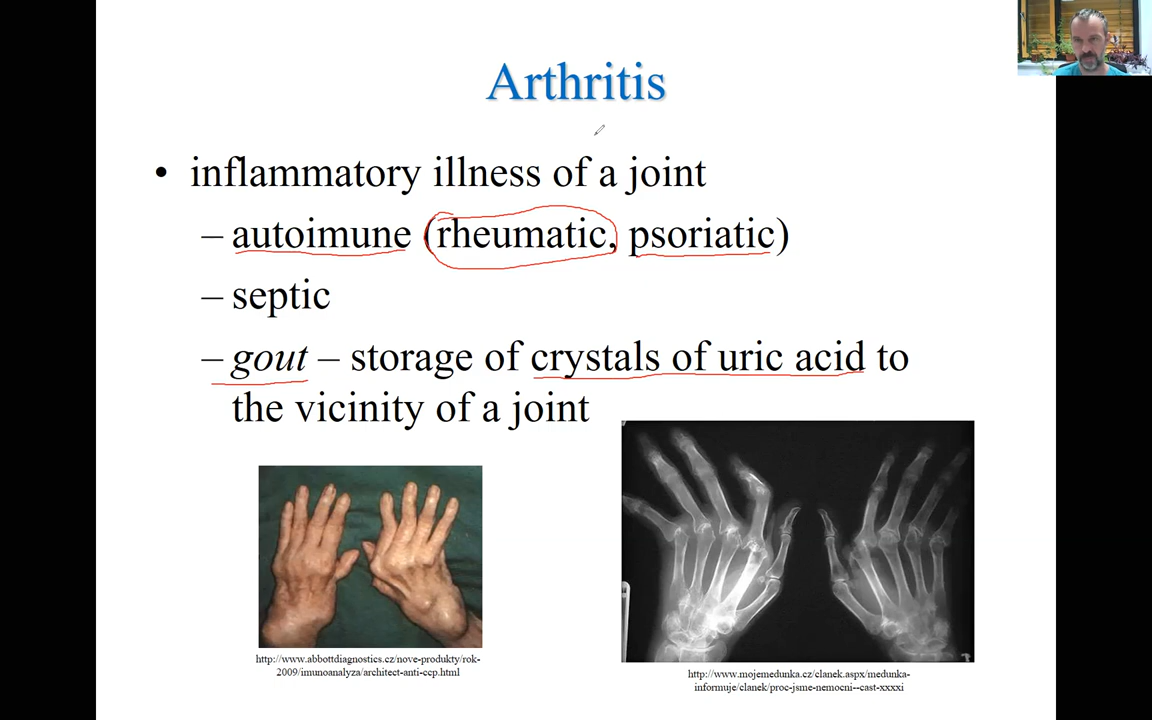 Arthritis
• inflammatory illness of a joint
– autoimune (rheumatic, psoriatic)
– septic
– gout – storage of crystals of uric acid to
the vicinity of a joint
http://www.abbottdiagnostics.cz/nove-produkty/rok-
2009/imunoanalyza/architect-anti-ccp.html
http://www.mojemedunka.cz/clanek.aspx/medunka-
informuje/clanek/proc-jsme-nemocni--cast-xxxxi